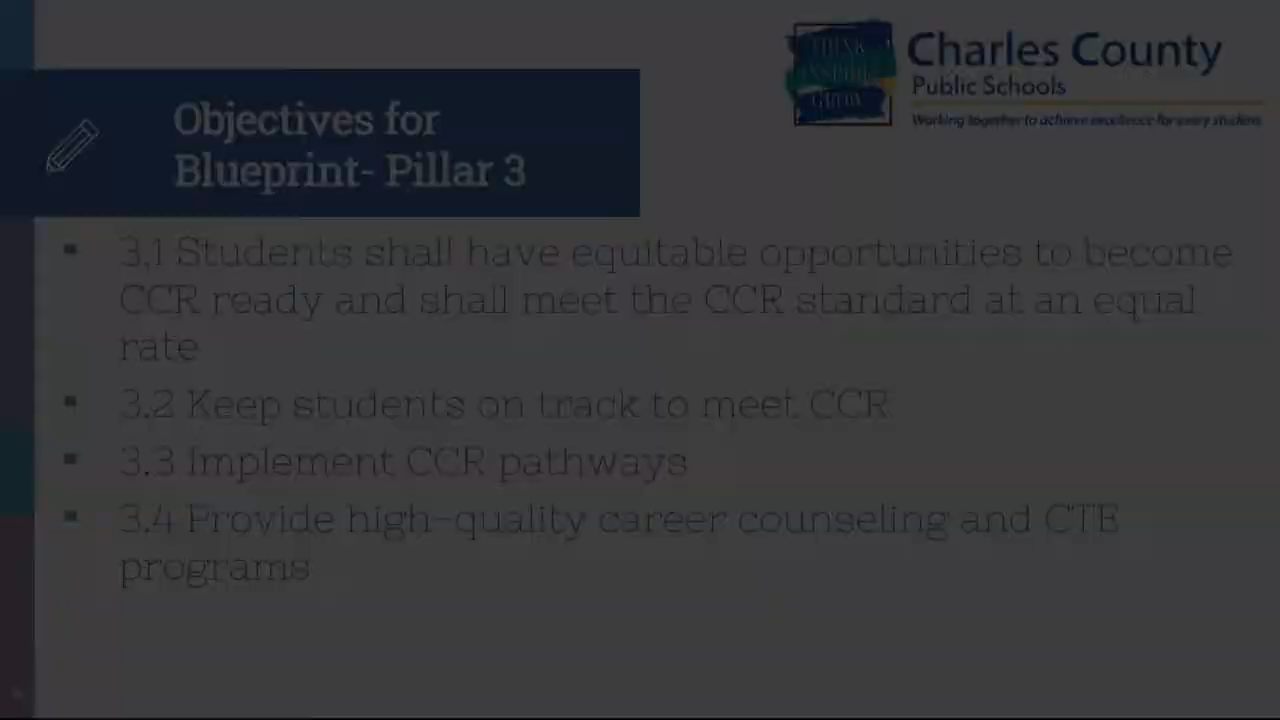 THINK
INSPIRE
GROW
Charles County
Public Schools
Working together to achieve excellence for every student
Objectives for
Blueprint- Pillar 3
▪ 3.1 Students shall have equitable opportunities to become
CCR ready and shall meet the CCR standard at an equal
rate
▪ 3.2 Keep students on track to meet CCR
▪ 3.3 Implement CCR pathways
▪ 3.4 Provide high-quality career counseling and CTE
programs